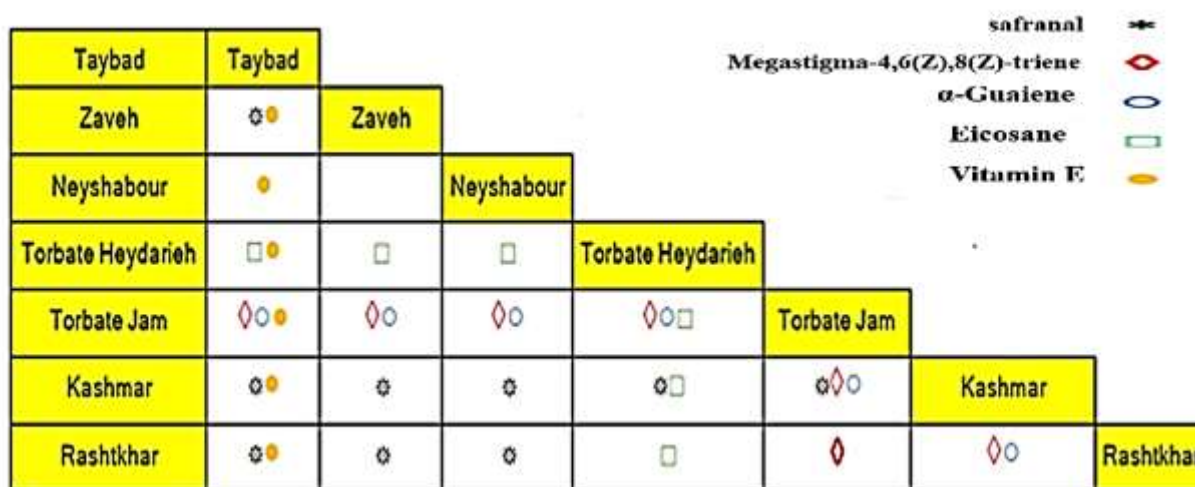 safranal
Megastigma-4,6(Z),8(Z)-triene
α-Guaiene
Eicosane
Vitamin E
Taybad Taybad
Zaveh Zaveh
Neyshabour Neyshabour
Torbate Heydarieh Torbate Heydarieh
Torbate Jam Torbate Jam
Kashmar Kashmar
Rashtkhar Rashtkhar